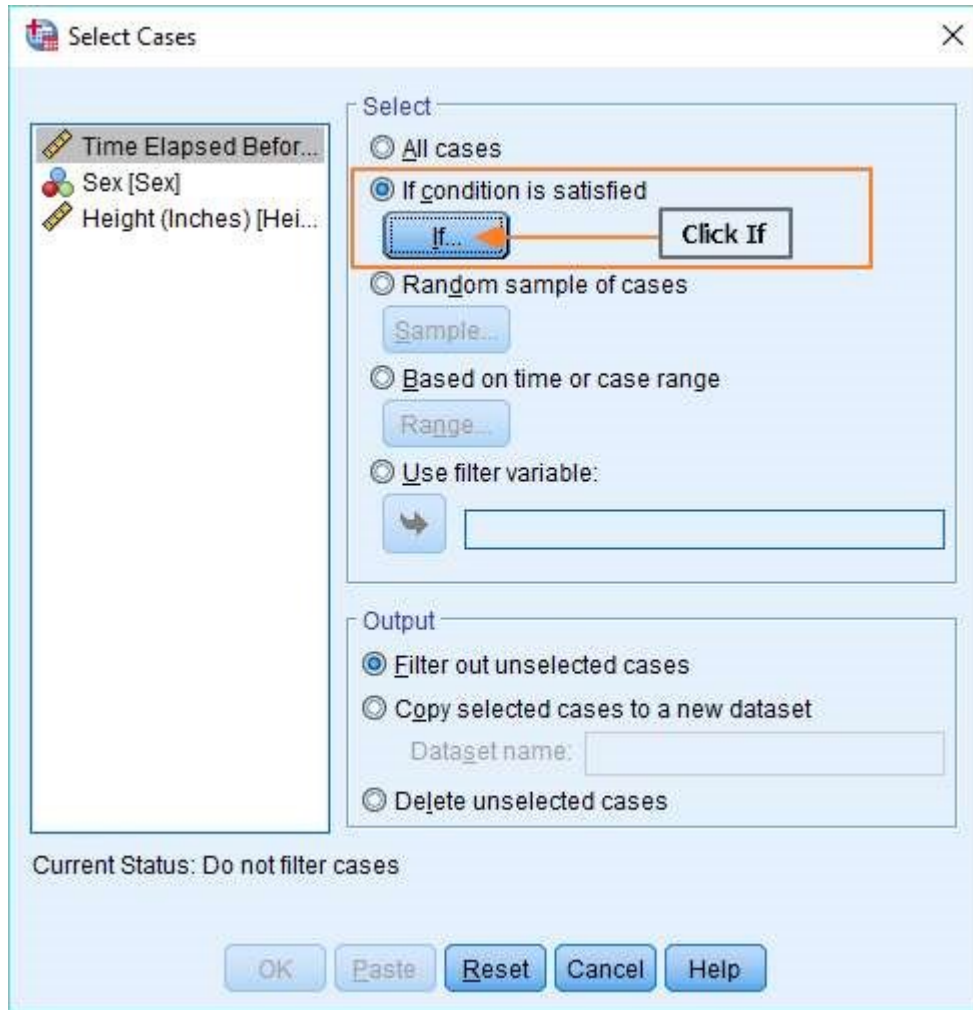 Select Cases
Time Elapsed Befor...
Sex [Sex]
Height (Inches) [Hei...
Select
All cases
If condition is satisfied
If...
Click If
Random sample of cases
Sample...
Based on time or case range
Range...
Use filter variable:
Output
Filter out unselected cases
Copy selected cases to a new dataset
Dataset name:
Delete unselected cases
Current Status: Do not filter cases
OK Paste Reset Cancel Help